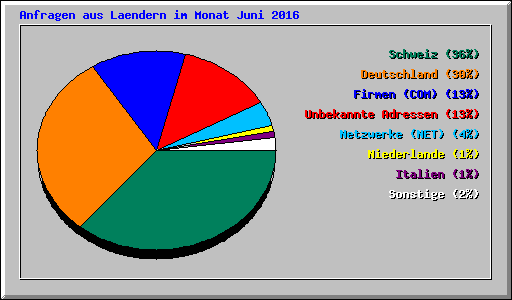 Anfragen aus Laendern im Monat Juni 2016
Schweiz (36%)
Deutschland (30%)
Firmen (COM) (13%)
Unbekannte Adressen (13%)
Netzwerke (NET) (4%)
Niederlande (1%)
Italien (1%)
Sonstige (2%)